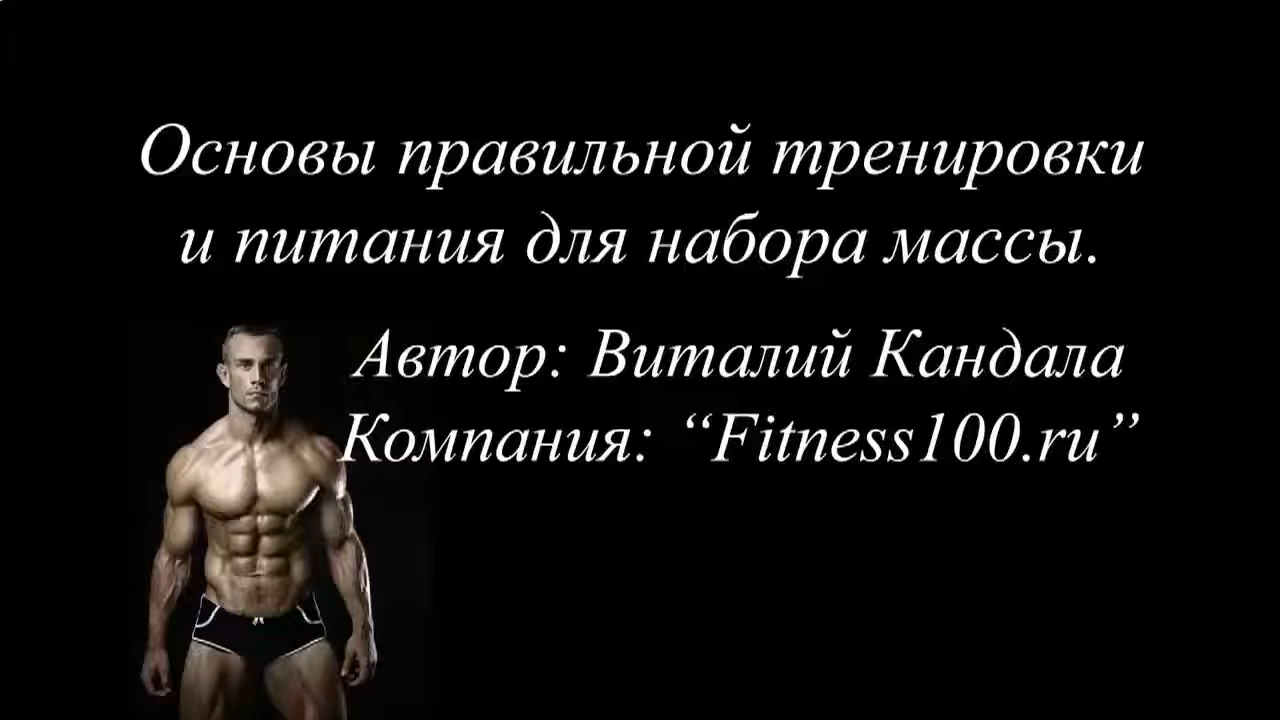 Основы правильной тренировки
и питания для набора массы.
Автор: Виталий Кандала
Компания: “Fitness100.ru”